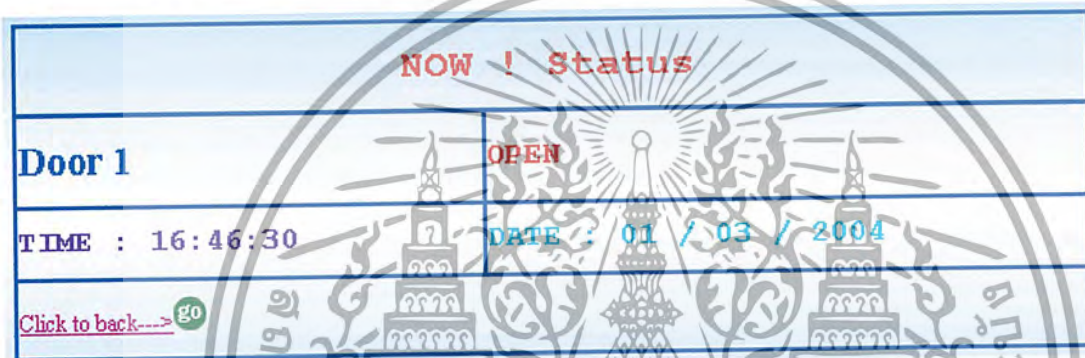 NOW ! Status
Door 1
OPEN
TIME : 16:46:30
DATE : 01 / 03 / 2004
Click to back---> go